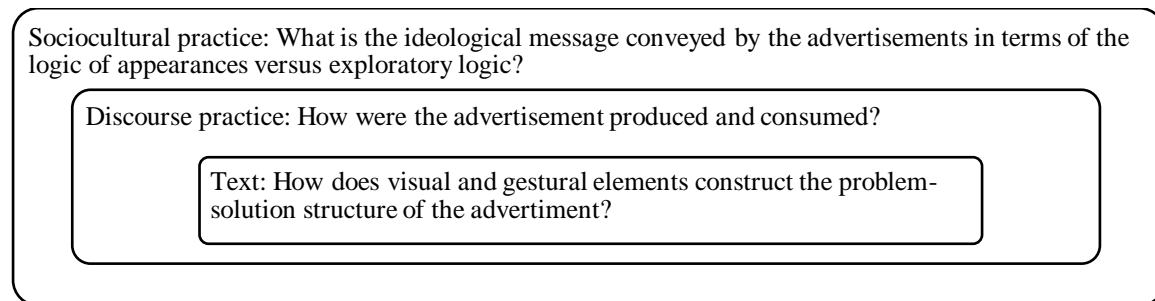 Sociocultural practice: What is the ideological message conveyed by the advertisements in terms of the
logic of appearances versus exploratory logic?
Discourse practice: How were the advertisement produced and consumed?
Text: How does visual and gestural elements construct the problem-
solution structure of the advertiment?